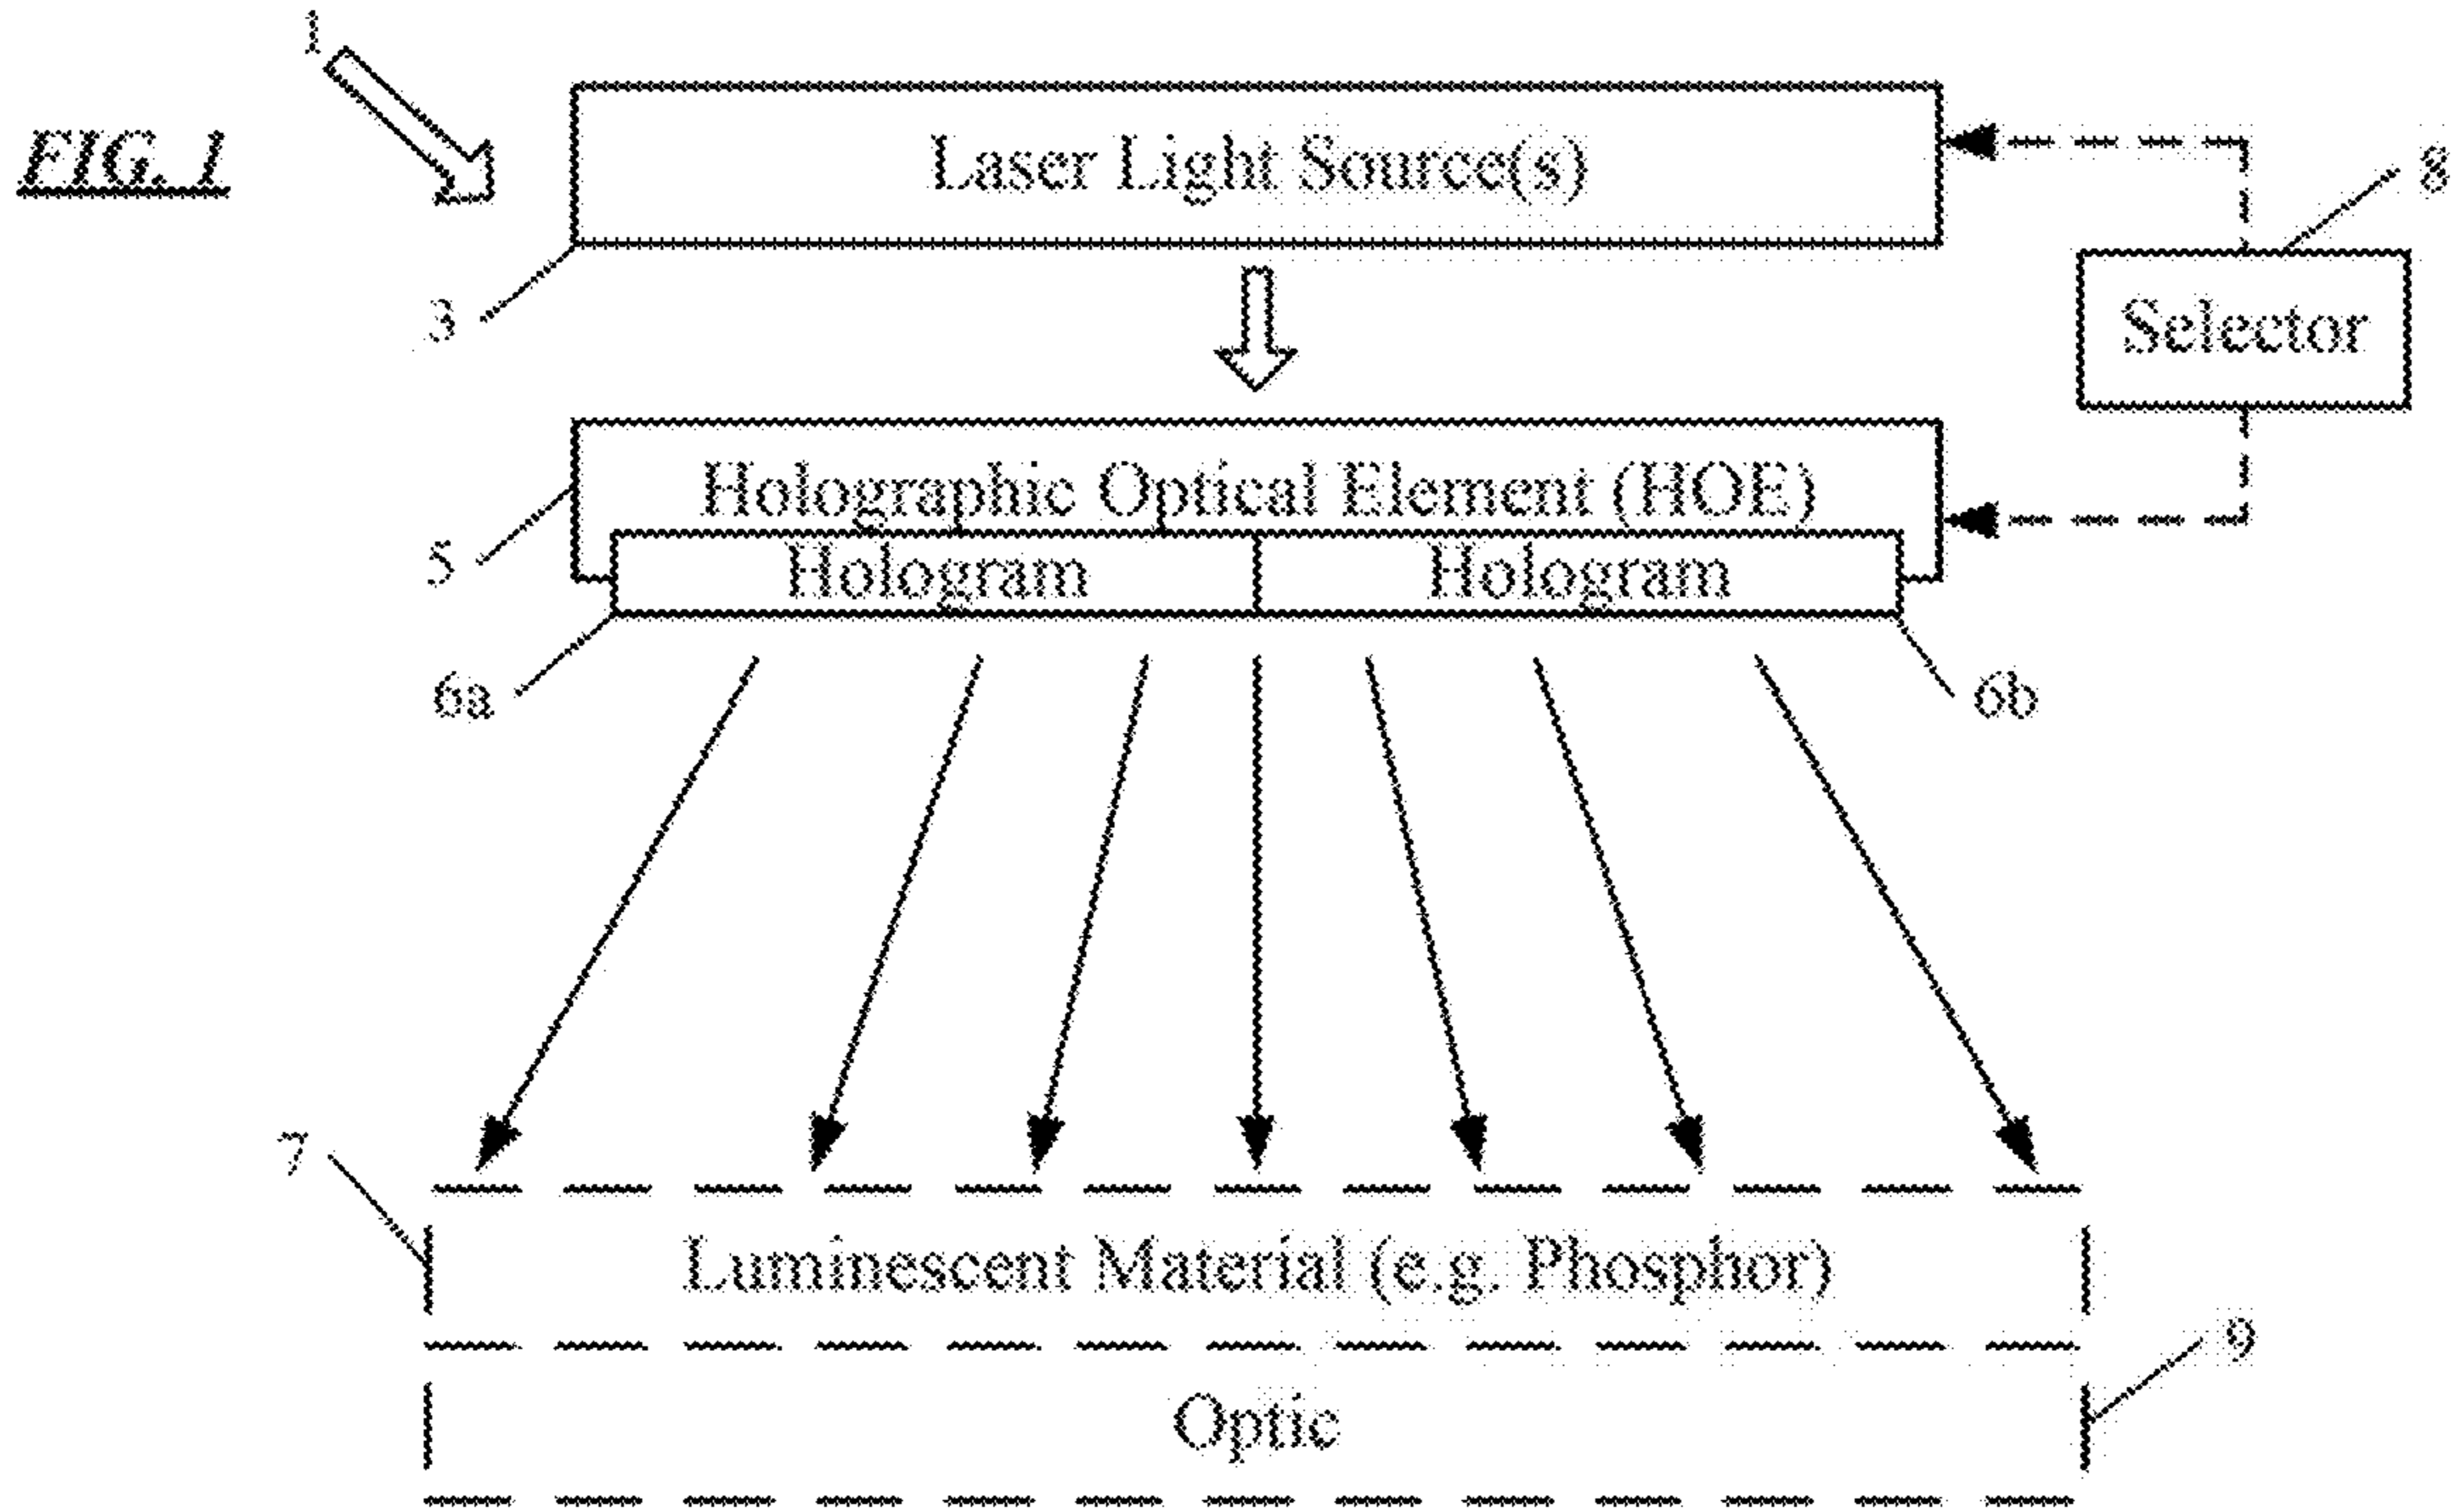 1
FIG. 1
Laser Light Source(s)
8
3
Selector
Holographic Optical Element (HOE)
5
Hologram Hologram
6a
6b
7
Luminescent Material (e.g. Phosphor)
9
Optic